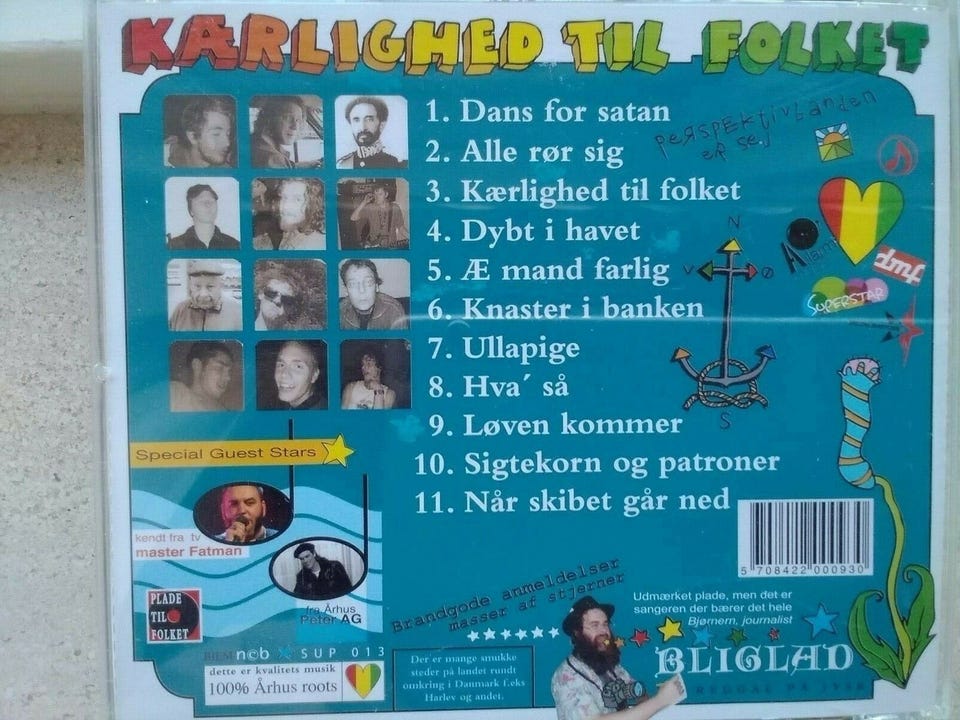 KÆRLIGHED TIL FOLKET
1. Dans for satan
2. Alle rør sig
3. Kærlighed til folket
4. Dybt i havet
5. Æ mand farlig
6. Knaster i banken
7. Ullapige
8. Hva´ så
9. Løven kommer
10. Sigtekorn og patroner
11. Når skibet går ned
PERSPEKTIVLANDEN
ER SEJ
N
V Ø
S
dmf
SUPERSTAR
Special Guest Stars
kendt fra tv
master Fatman
fra Århus
Peter AG
PLADE
TIL
FOLKET
n©b SUP 013
dette er kvalitets musik
100% Århus roots
Brandgode anmeldelser
masser af stjerner
Der er mange smukke
steder på landet rundt
omkring i Danmark f.eks
Harlev og andet.
5 708422 000930
Udmærket plade, men det er
sangeren der bærer det hele
Bjørnern, journalist
BLIGLAD
REGGAE PÅ JYSK